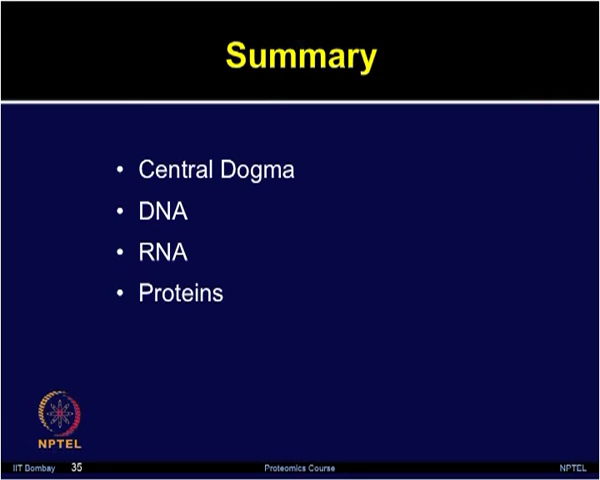 Summary
• Central Dogma
• DNA
• RNA
• Proteins
NPTEL
IIT Bombay 35 Proteomics Course NPTEL